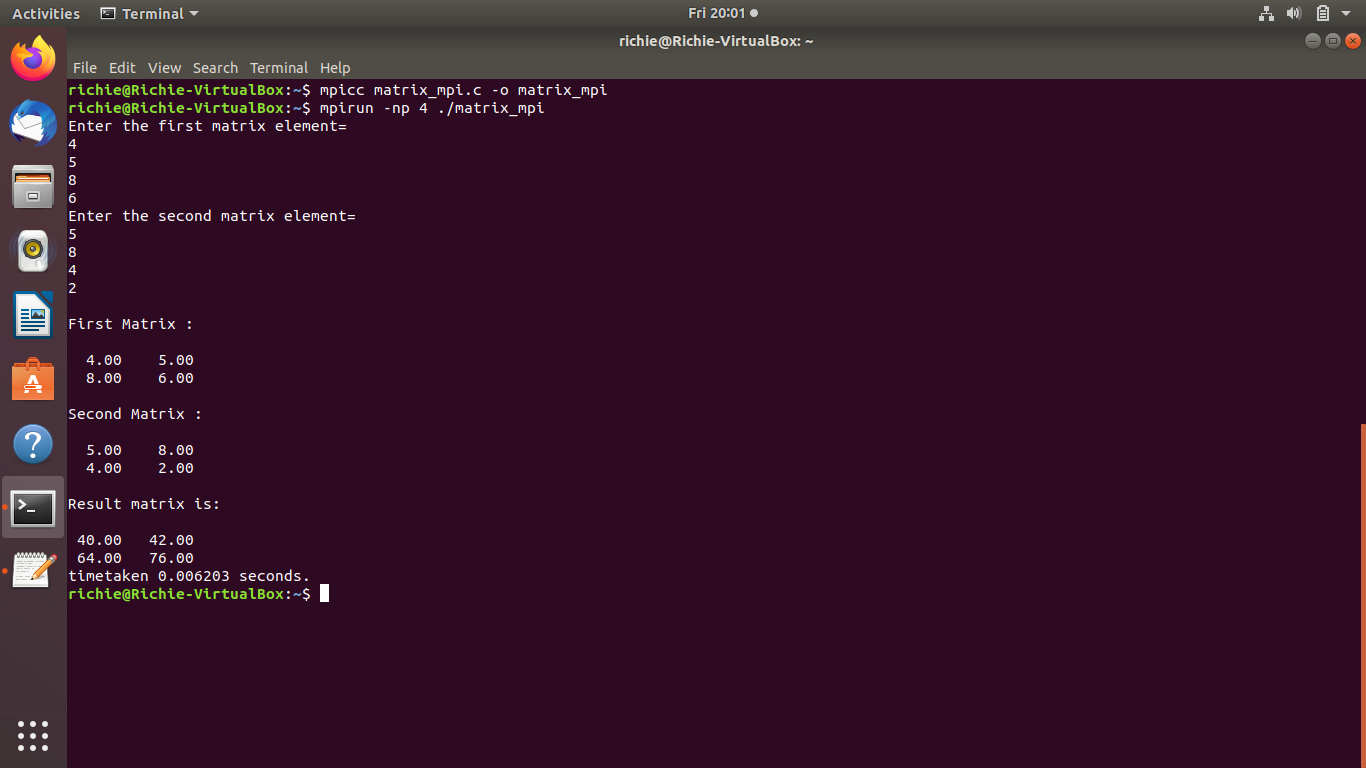 Activities Terminal Fri 20:01
richie@Richie-VirtualBox: ~
File Edit View Search Terminal Help
richie@Richie-VirtualBox:~$ mpicc matrix_mpi.c -o matrix_mpi
richie@Richie-VirtualBox:~$ mpirun -np 4 ./matrix_mpi
Enter the first matrix element=
4
5
8
6
Enter the second matrix element=
5
8
4
2
First Matrix :
4.00 5.00
8.00 6.00
Second Matrix :
5.00 8.00
4.00 2.00
Result matrix is:
40.00 42.00
64.00 76.00
timetaken 0.006203 seconds.
richie@Richie-VirtualBox:~$